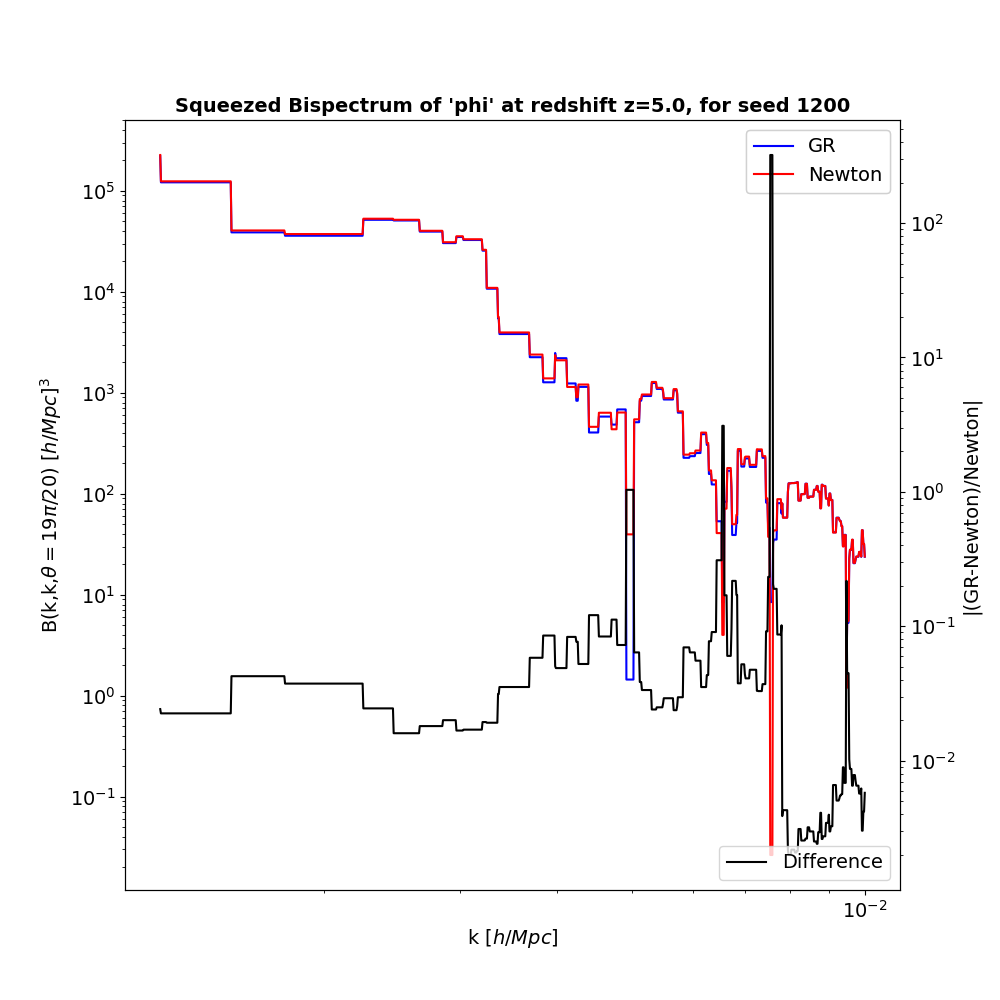 Squeezed Bispectrum of 'phi' at redshift z=5.0, for seed 1200
GR
Newton
10^5
10^4
10^3
10^2
10^1
10^0
10^-1
B(k,k,θ = 19π/20) [h/Mpc]^3
10^2
10^1
10^0
10^-1
10^-2
|(GR-Newton)/Newton|
Difference
10^-2
k [h/Mpc]